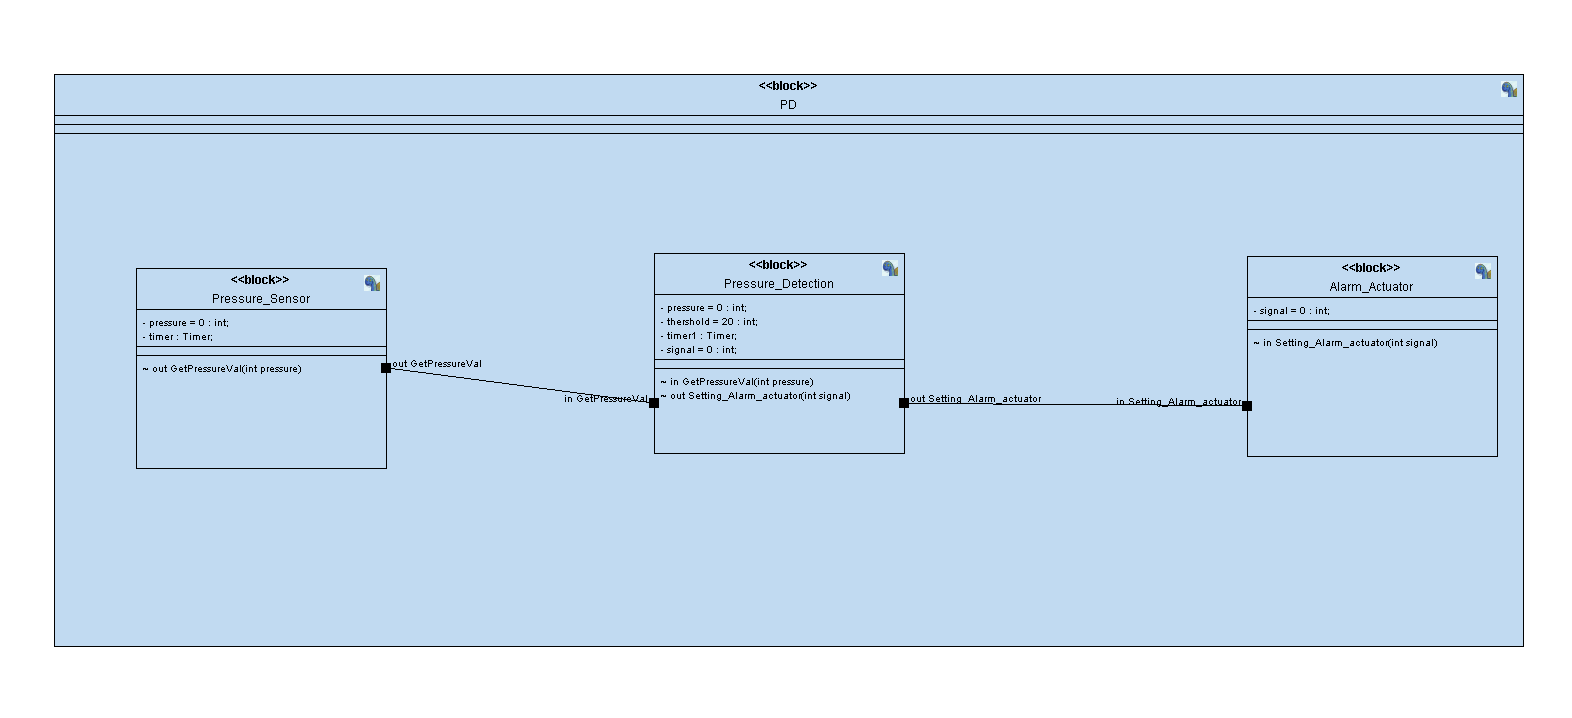 <<block>>
PD
<<block>>
Pressure_Sensor
- pressure = 0 : int;
- timer : Timer;
~ out GetPressureVal(int pressure)
out GetPressureVal
in GetPressureVal
<<block>>
Pressure_Detection
- pressure = 0 : int;
- thershold = 20 : int;
- timer1 : Timer;
- signal = 0 : int;
~ in GetPressureVal(int pressure)
~ out Setting_Alarm_actuator(int signal)
out Setting_Alarm_actuator
in Setting_Alarm_actuator
<<block>>
Alarm_Actuator
- signal = 0 : int;
~ in Setting_Alarm_actuator(int signal)